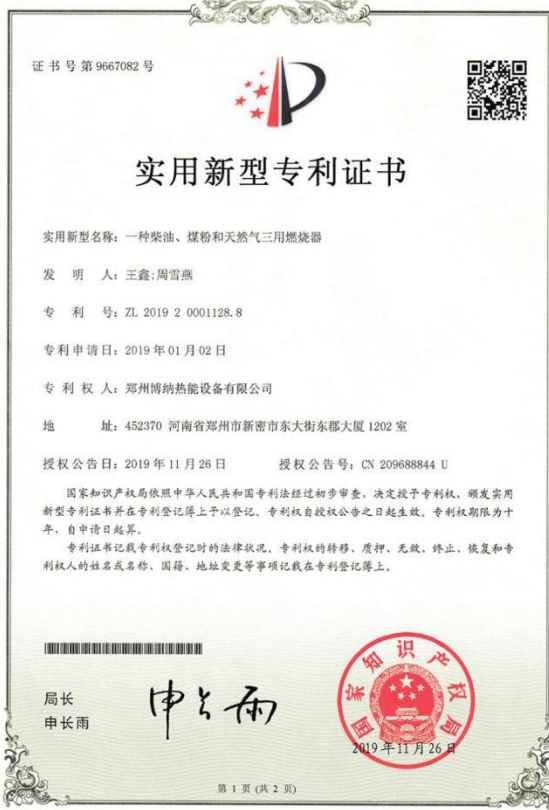 证书号第9667082号
实用新型专利证书
实用新型名称：一种柴油、煤粉和天然气三用燃烧器
发明人：王鑫;周雪燕
专利号：ZL 2019 2 0001128.8
专利申请日：2019年01月02日
专利权人：郑州博纳热能设备有限公司
地址：452370 河南省郑州市新密市东大街东郡大厦1202室
授权公告日：2019年11月26日 授权公告号：CN 209688844 U
国家知识产权局依照中华人民共和国专利法经过初步审查，决定授予专利权，颁发实用
新型专利证书并在专利登记簿上予以登记。专利权自授权公告之日起生效。专利权期限为十
年，自申请日起算。
专利证书记载专利权登记时的法律状况。专利权的转移、质押、无效、终止、恢复和专
利权人的姓名或名称、国籍、地址变更等事项记载在专利登记簿上。
局长
申长雨
申长雨
国家知识产权局
2019年11月26日
第1页(共2页)